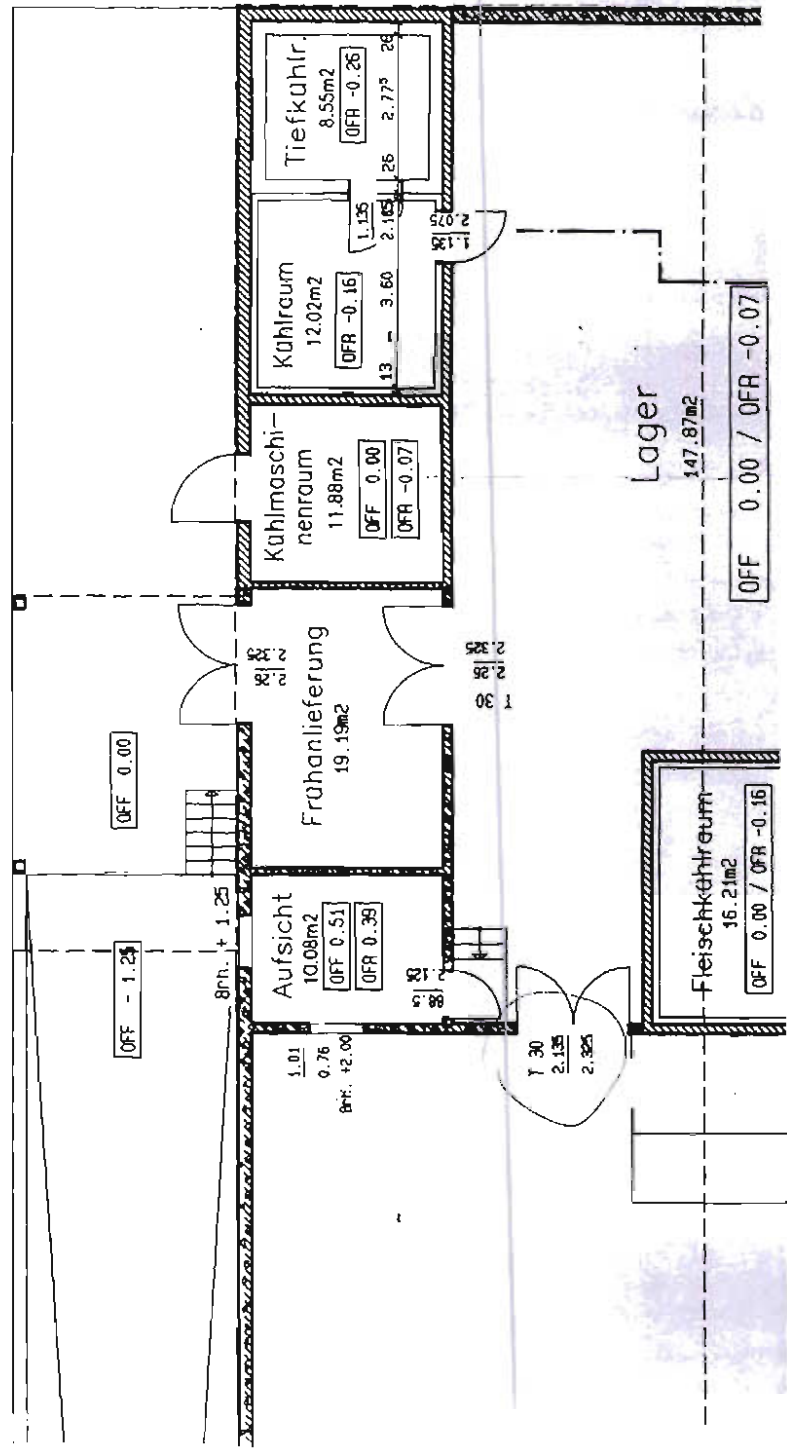 Tiefkühlr.
8.55m2
OFR -0.26
26
2.77⁵
26
1.135
2.165
Kühlraum
12.02m2
OFR -0.16
3.60
13
1.135
2.075
Kühlmaschi-
nenraum
11.88m2
OFF 0.00
OFR -0.07
Frühanlieferung
19.19m2
2.26
2.325
2.26
2.325
T 30
Aufsicht
10.08m2
OFF 0.51
OFR 0.39
88.5
2.126
OFF 0.00
OFF - 1.25
Brh. + 1.25
1.01
0.76
Brh. +2.00
T 30
2.135
2.325
Lager
147.87m2
OFF 0.00 / OFR -0.07
Fleischkühlraum
16.21m2
OFF 0.00 / OFR -0.16